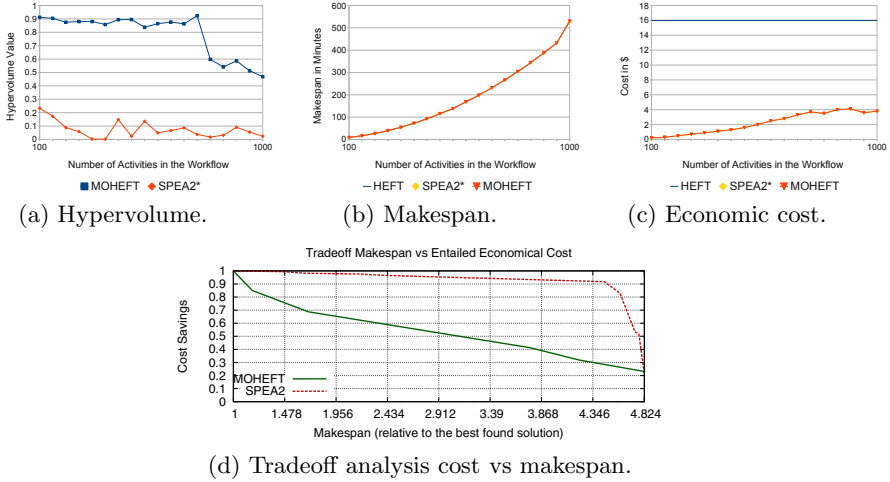 1
0.9
0.8
0.7
0.6
0.5
0.4
0.3
0.2
0.1
0
Hypervolume Value
100 1000
Number of Activities in the Workflow
MOHEFT SPEA2*
(a) Hypervolume.
600
500
400
300
200
100
0
Makespan in Minutes
100 1000
Number of Activities in the Workflow
HEFT SPEA2* MOHEFT
(b) Makespan.
18
16
14
12
10
8
6
4
2
0
Cost in $
100 1000
Number of Activities in the Workflow
HEFT SPEA2* MOHEFT
(c) Economic cost.
Tradeoff Makespan vs Entailed Economical Cost
1
0.9
0.8
0.7
0.6
0.5
0.4
0.3
0.2
0.1
0
Cost Savings
MOHEFT
SPEA2
1 1.478 1.956 2.434 2.912 3.39 3.868 4.346 4.824
Makespan (relative to the best found solution)
(d) Tradeoff analysis cost vs makespan.